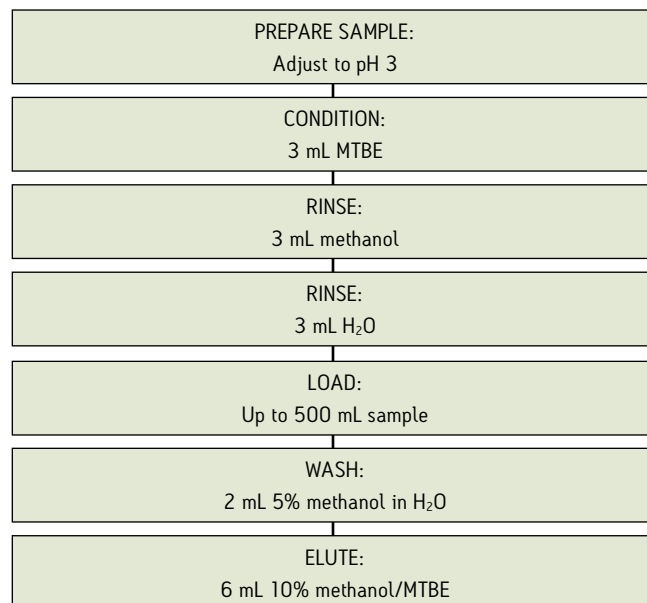 PREPARE SAMPLE:
Adjust to pH 3
CONDITION:
3 mL MTBE
RINSE:
3 mL methanol
RINSE:
3 mL H₂O
LOAD:
Up to 500 mL sample
WASH:
2 mL 5% methanol in H₂O
ELUTE:
6 mL 10% methanol/MTBE